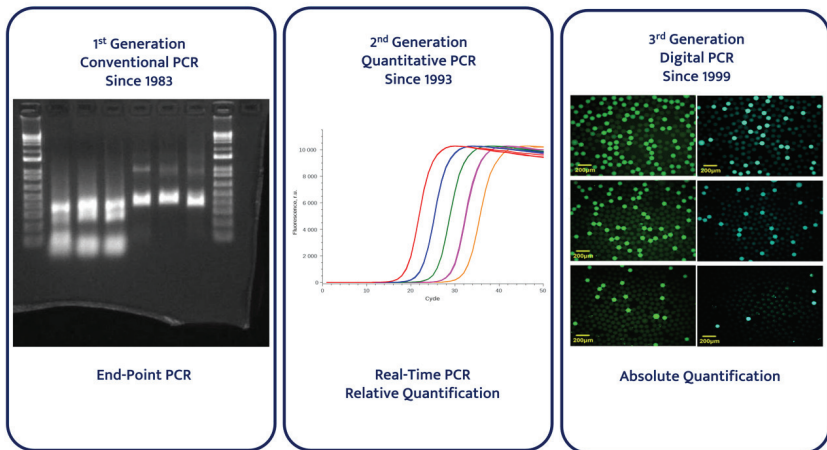 1st Generation
Conventional PCR
Since 1983
End-Point PCR
2nd Generation
Quantitative PCR
Since 1993
Fluorescence, r.u.
10 000
8 000
6 000
4 000
2 000
0
0 10 20 30 40 50
Cycle
Real-Time PCR
Relative Quantification
3rd Generation
Digital PCR
Since 1999
200µm 200µm
200µm 200µm
200µm 200µm
Absolute Quantification